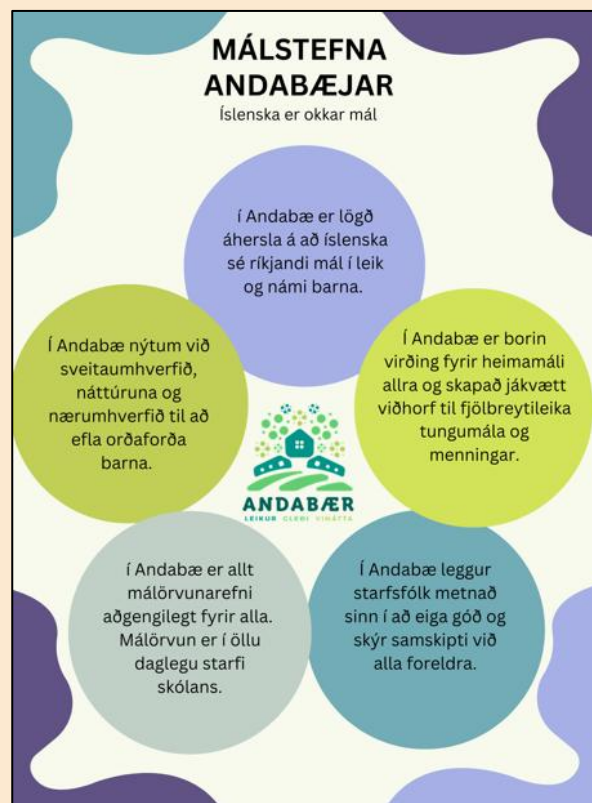 MÁLSTEFNA
ANDABÆJAR
Íslenska er okkar mál
í Andabæ er lögð
áhersla á að íslenska
sé ríkjandi mál í leik
og námi barna.
Í Andabæ nýtum við
sveitaumhverfið,
náttúruna og
nærumhverfið til að
efla orðaforða
barna.
Í Andabæ er borin
virðing fyrir heimamáli
allra og skapað jákvætt
viðhorf til fjölbreytileika
tungumála og
menningar.
ANDABÆR
LEIKUR GLEÐI VINÁTTA
í Andabæ er allt
málörvunarefni
aðgengilegt fyrir alla.
Málörvun er í öllu
daglegu starfi
skólans.
Í Andabæ leggur
starfsfólk metnað
sinn í að eiga góð og
skýr samskipti við
alla foreldra.